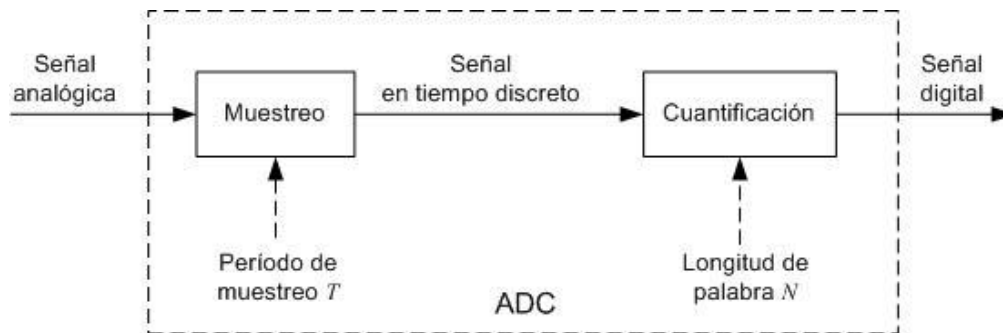 Señal
analógica
Muestreo
Señal
en tiempo discreto
Cuantificación
Señal
digital
Período de
muestreo T
Longitud de
palabra N
ADC